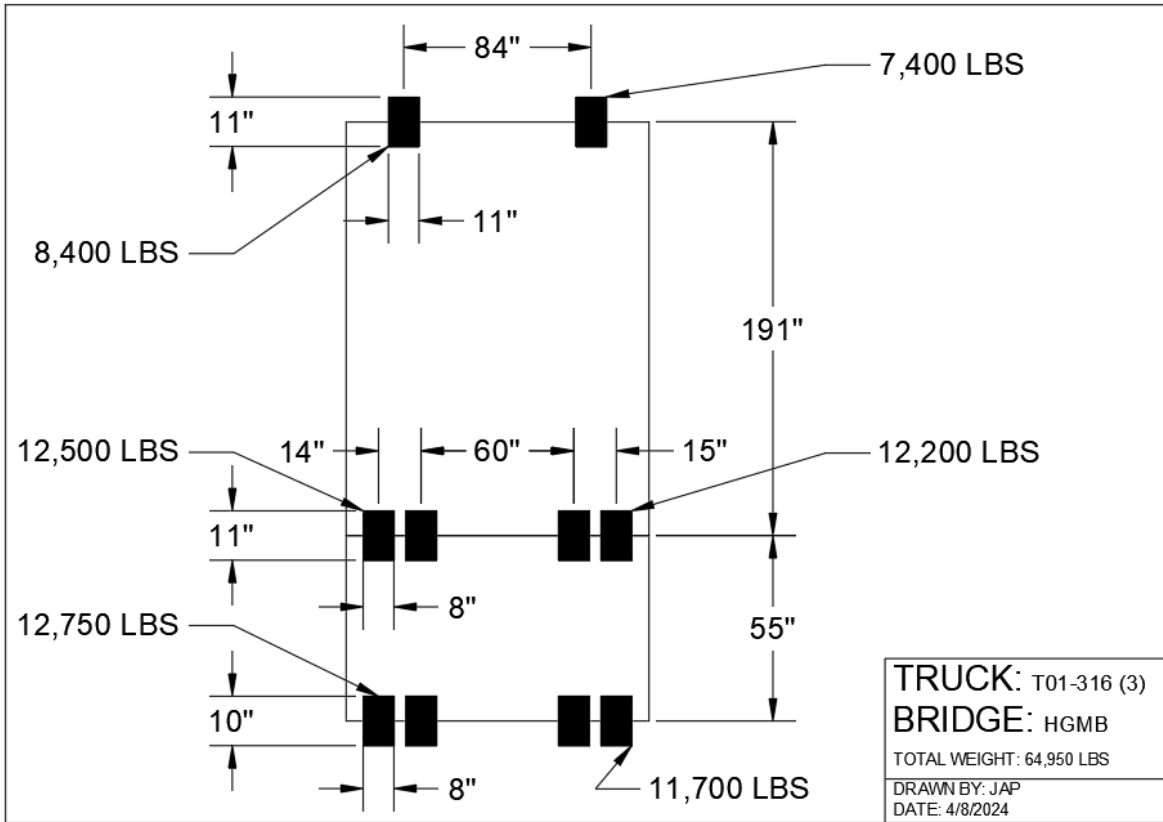 84"
7,400 LBS
11"
11"
8,400 LBS
191"
12,500 LBS
14"
60"
15"
12,200 LBS
11"
8"
12,750 LBS
55"
10"
8"
11,700 LBS
TRUCK: T01-316 (3)
BRIDGE: HGMB
TOTAL WEIGHT: 64,950 LBS
DRAWN BY: JAP
DATE: 4/8/2024